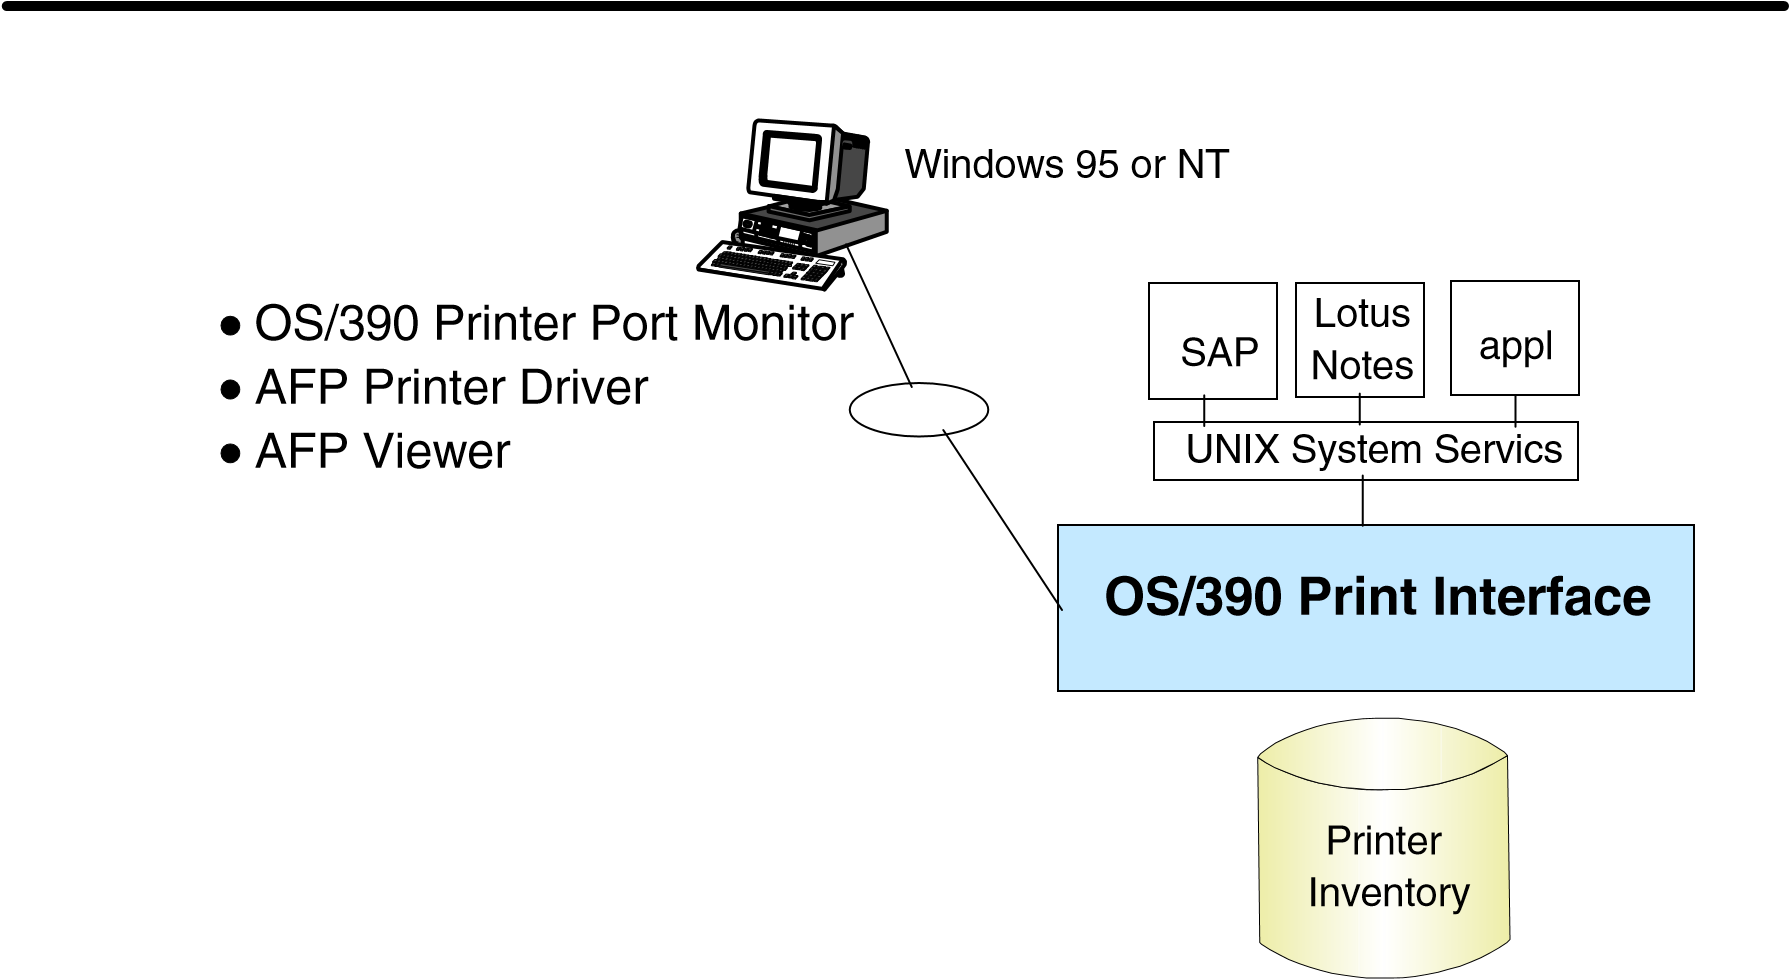 Windows 95 or NT
• OS/390 Printer Port Monitor
• AFP Printer Driver
• AFP Viewer
SAP
Lotus
Notes
appl
UNIX System Servics
OS/390 Print Interface
Printer
Inventory